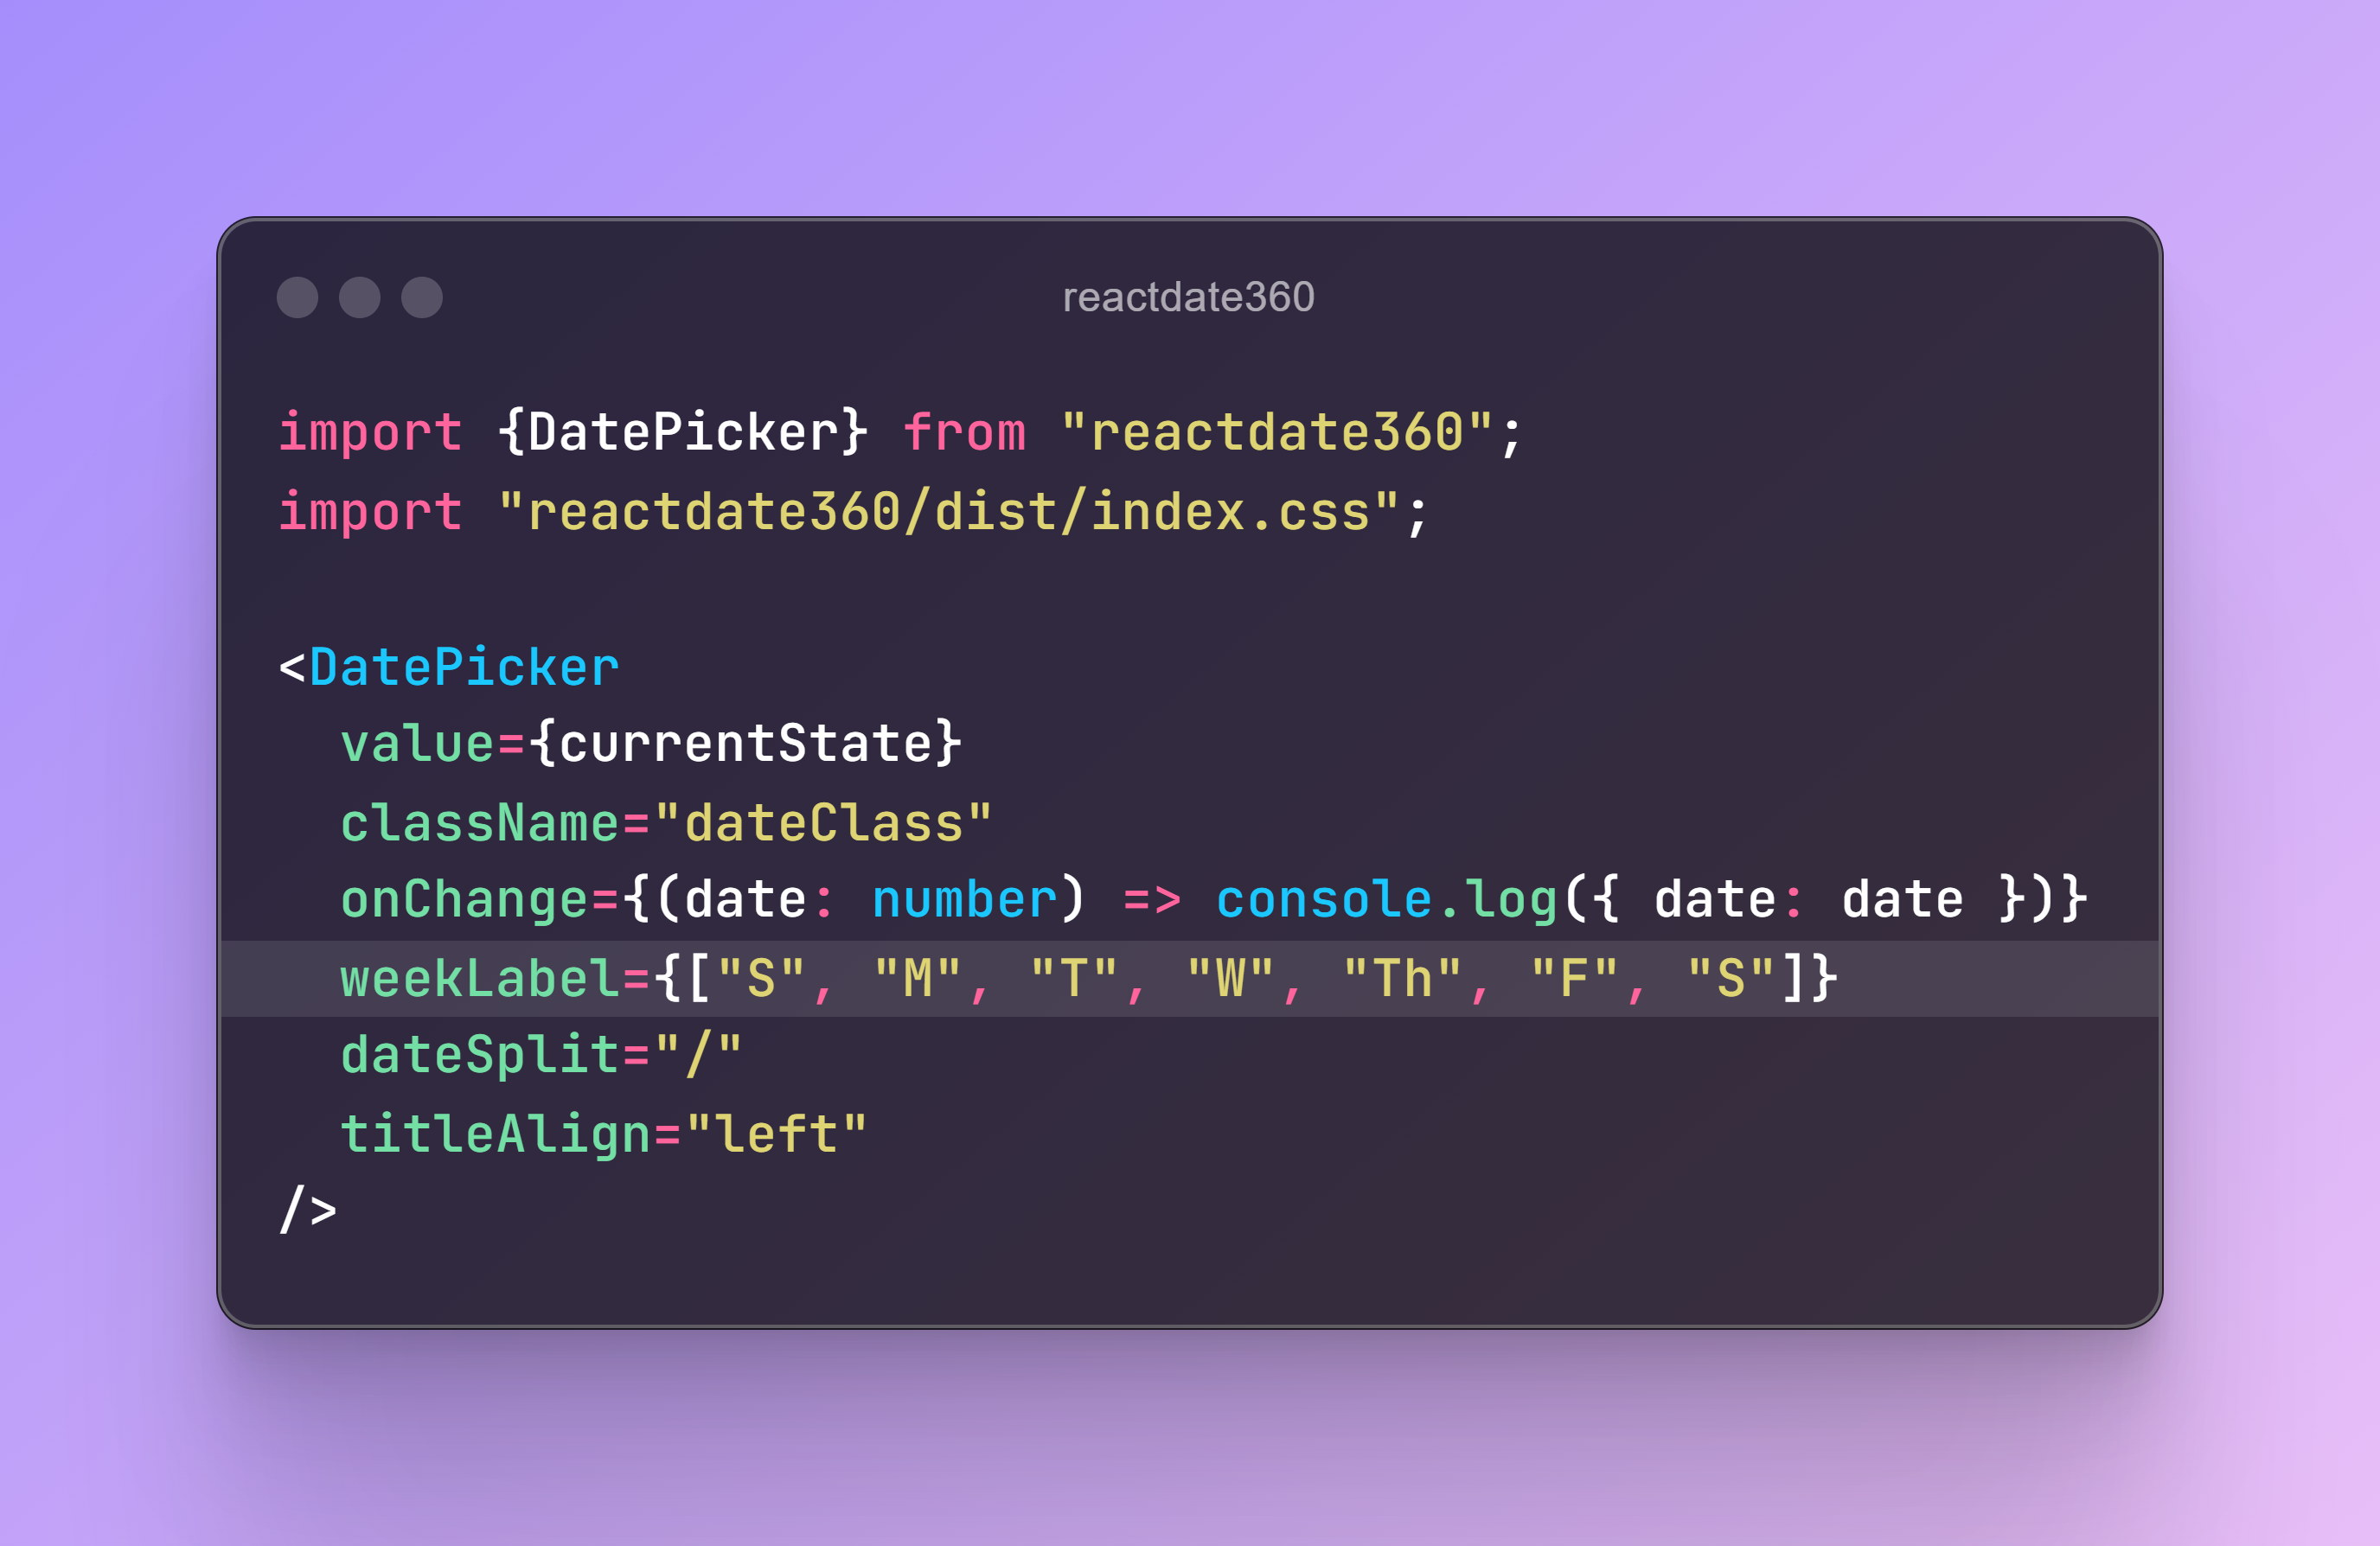 reactdate360
import {DatePicker} from "reactdate360";
import "reactdate360/dist/index.css";
<DatePicker
  value={currentState}
  className="dateClass"
  onChange={(date: number) => console.log({ date: date })}
  weekLabel={["S", "M", "T", "W", "Th", "F", "S"]}
  dateSplit="/"
  titleAlign="left"
/>